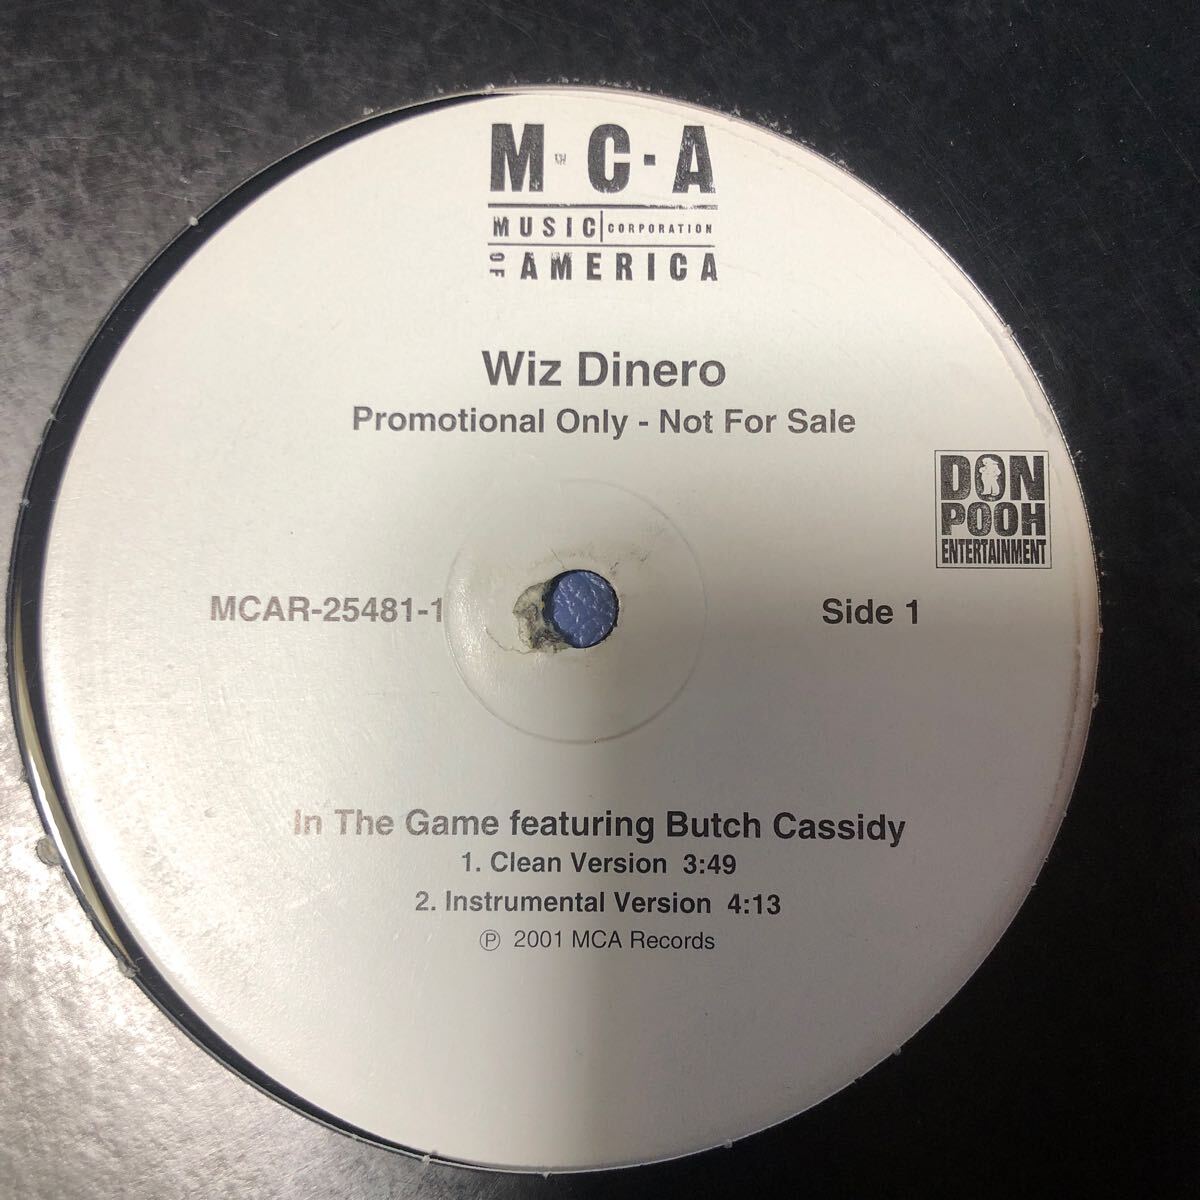 M·C·A
MUSIC CORPORATION
OF AMERICA
Wiz Dinero
Promotional Only - Not For Sale
DON
POOH
ENTERTAINMENT
MCAR-25481-1
Side 1
In The Game featuring Butch Cassidy
1. Clean Version 3:49
2. Instrumental Version 4:13
℗ 2001 MCA Records